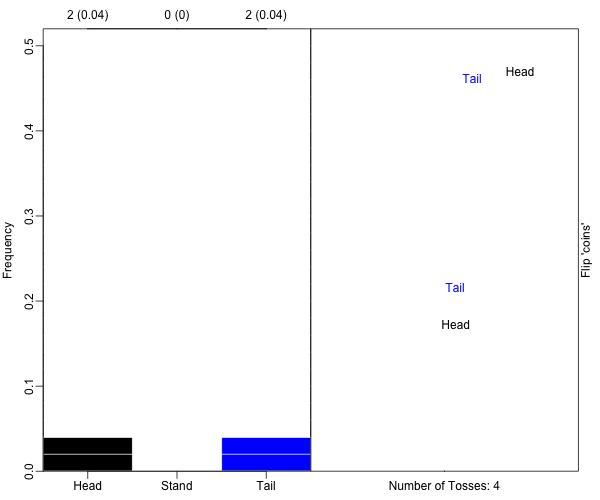 2 (0.04)
0 (0)
2 (0.04)
0.5
0.4
0.3
0.2
0.1
0.0
Frequency
Head
Stand
Tail
Tail
Head
Tail
Head
Number of Tosses: 4
Flip 'coins'